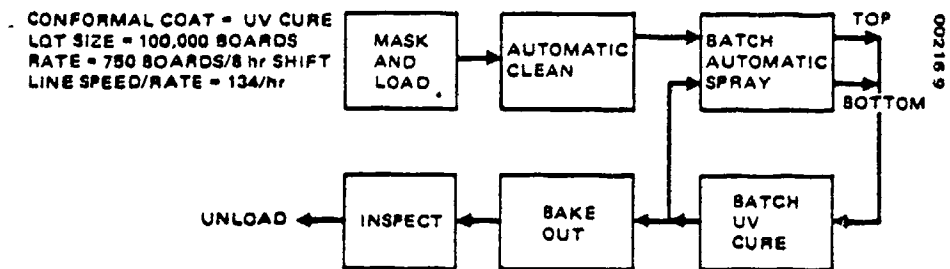 CONFORMAL COAT = UV CURE
LOT SIZE = 100,000 BOARDS
RATE = 750 BOARDS/8 hr SHIFT
LINE SPEED/RATE = 134/hr
MASK
AND
LOAD
AUTOMATIC
CLEAN
BATCH
AUTOMATIC
SPRAY
TOP
BOTTOM
002169
UNLOAD
INSPECT
BAKE
OUT
BATCH
UV
CURE